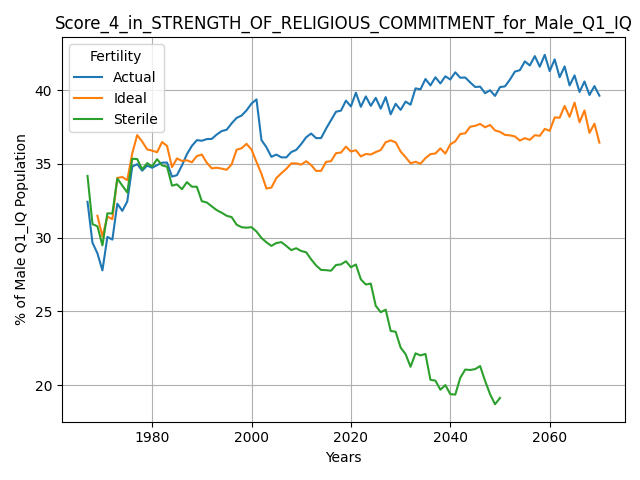 Score_4_in_STRENGTH_OF_RELIGIOUS_COMMITMENT_for_Male_Q1_IQ
Fertility
Actual
Ideal
Sterile
40
35
30
25
20
% of Male Q1_IQ Population
1980 2000 2020 2040 2060
Years